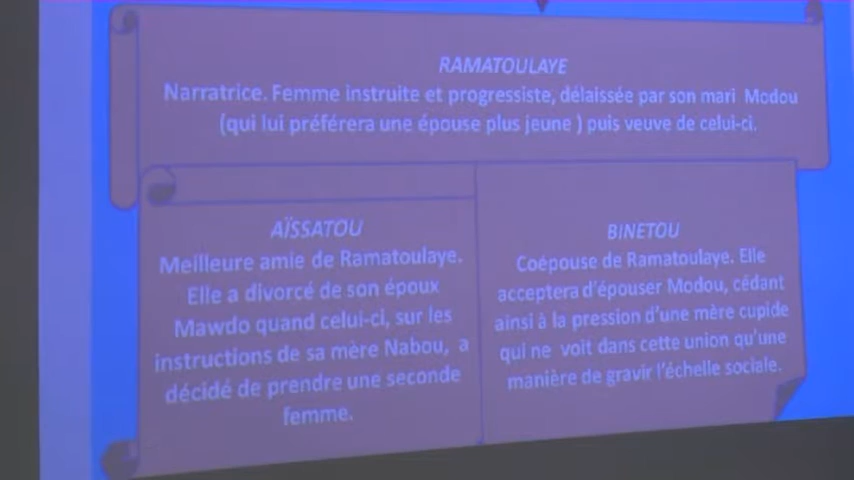 RAMATOULAYE
Narratrice. Femme instruite et progressiste, délaissée par son mari Modou
(qui lui préférera une épouse plus jeune ) puis veuve de celui-ci.
AÏSSATOU
Meilleure amie de Ramatoulaye.
Elle a divorcé de son époux
Mawdo quand celui-ci, sur les
instructions de sa mère Nabou, a
décidé de prendre une seconde
femme.
BINETOU
Coépouse de Ramatoulaye. Elle
acceptera d'épouser Modou, cédant
ainsi à la pression d'une mère cupide
qui ne voit dans cette union qu'une
manière de gravir l'échelle sociale.